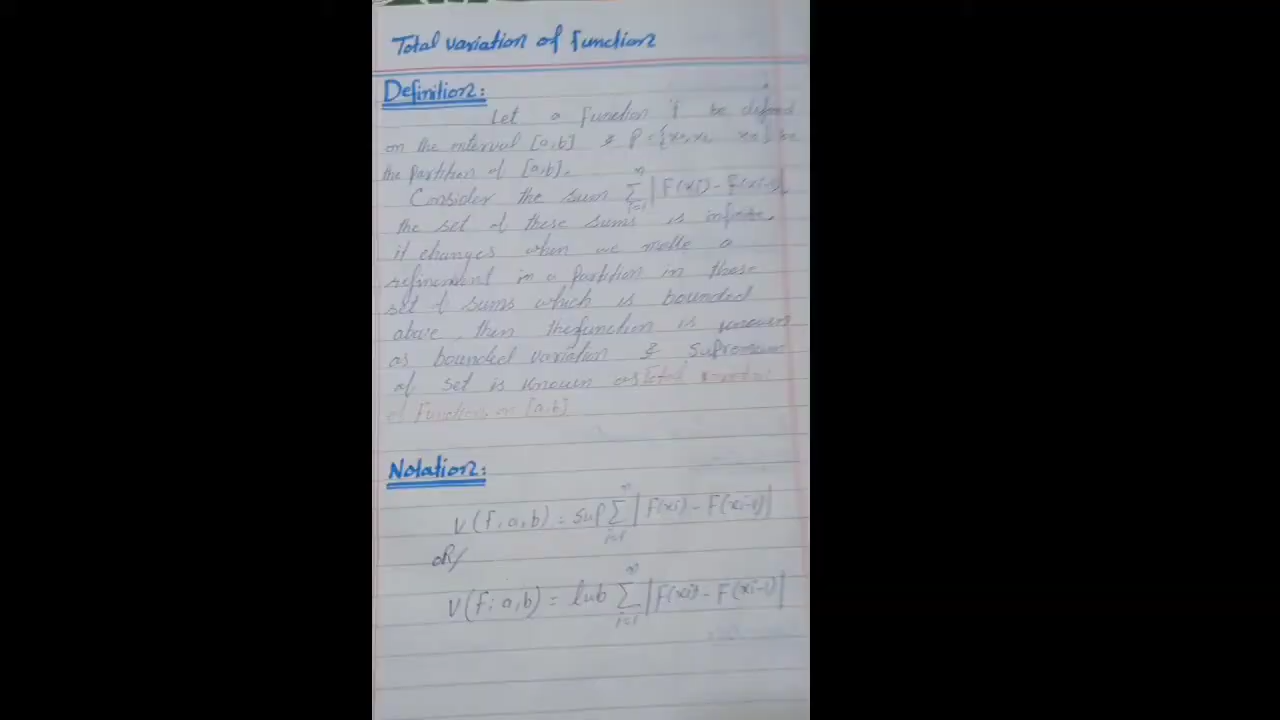 Total variation of function
Definition:
Let a function 'f' be defined
on the interval [a,b] & P = {x₀,x₁, xₙ} be
the partition of [a,b].
Consider the sum n∑i=1 |F(xi) - F(xi-1)|
the set of these sums is infinite.
it changes when we make a
refinement in a partition in these
set of sums which is bounded
above, then the function is known
as bounded variation & supremum
of set is known as Total
of Function on [a,b]
Notation:
V(f,a,b) = sup n∑i=1 |F(xi) - F(xi-1)|
OR/
V(f; a,b) = lub n∑i=1 |F(xi) - F(xi-1)|